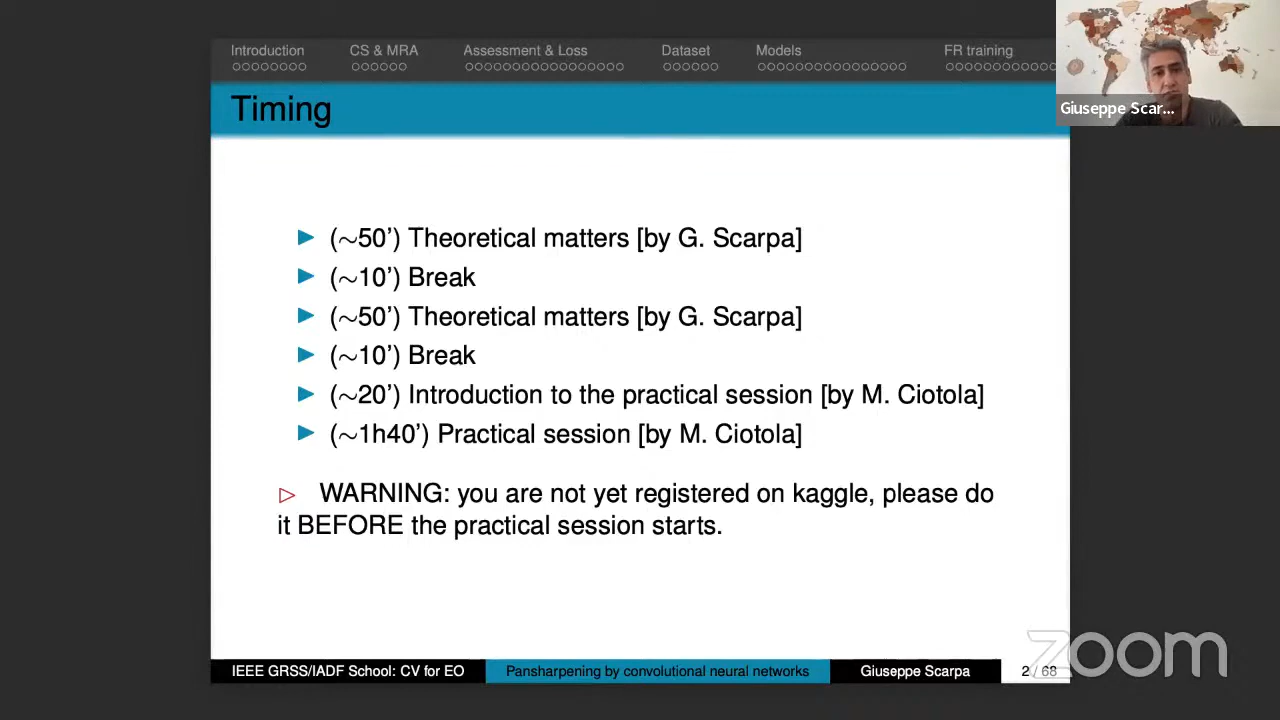 Introduction CS & MRA Assessment & Loss Dataset Models FR training
Timing
Giuseppe Scar...
(~50') Theoretical matters [by G. Scarpa]
(~10') Break
(~50') Theoretical matters [by G. Scarpa]
(~10') Break
(~20') Introduction to the practical session [by M. Ciotola]
(~1h40') Practical session [by M. Ciotola]
WARNING: you are not yet registered on kaggle, please do
it BEFORE the practical session starts.
IEEE GRSS/IADF School: CV for EO Pansharpening by convolutional neural networks Giuseppe Scarpa 2 / 68
zoom